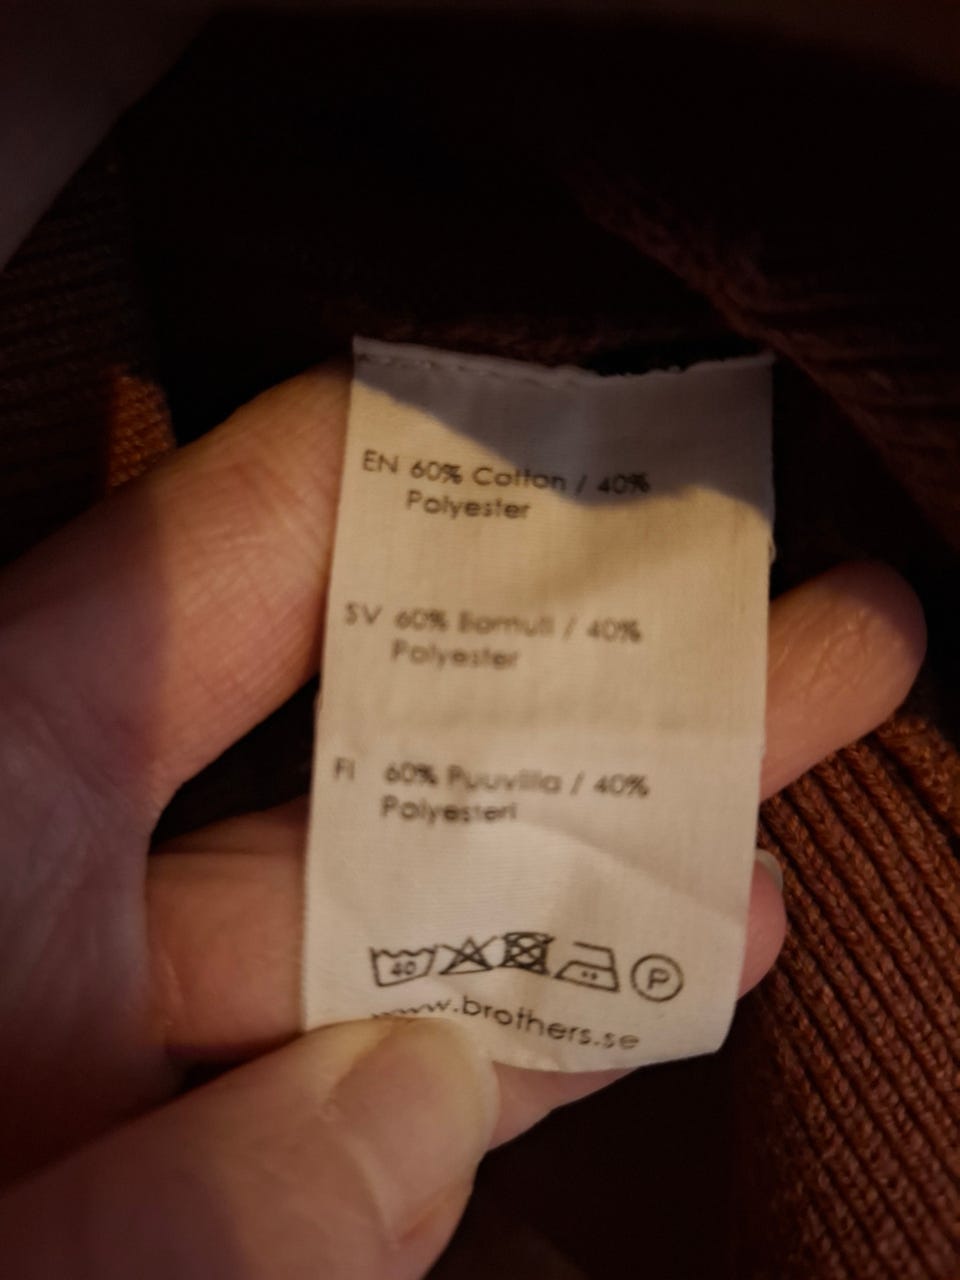 EN 60% Cotton / 40%
Polyester
SV 60% Bomull / 40%
Polyester
FI 60% Puuvilla / 40%
Polyesteri
40 P
www.brothers.se